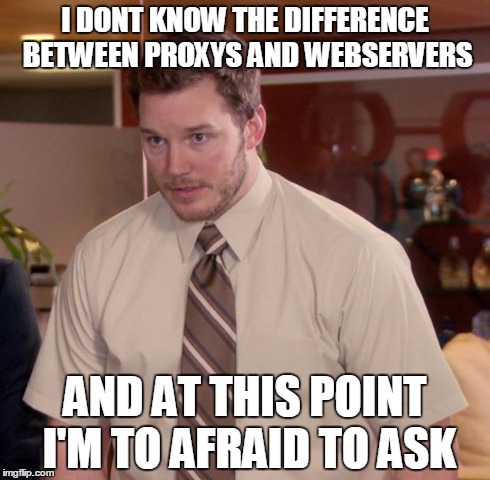 I DONT KNOW THE DIFFERENCE
BETWEEN PROXYS AND WEBSERVERS
AND AT THIS POINT
I'M TO AFRAID TO ASK
imgflip.com